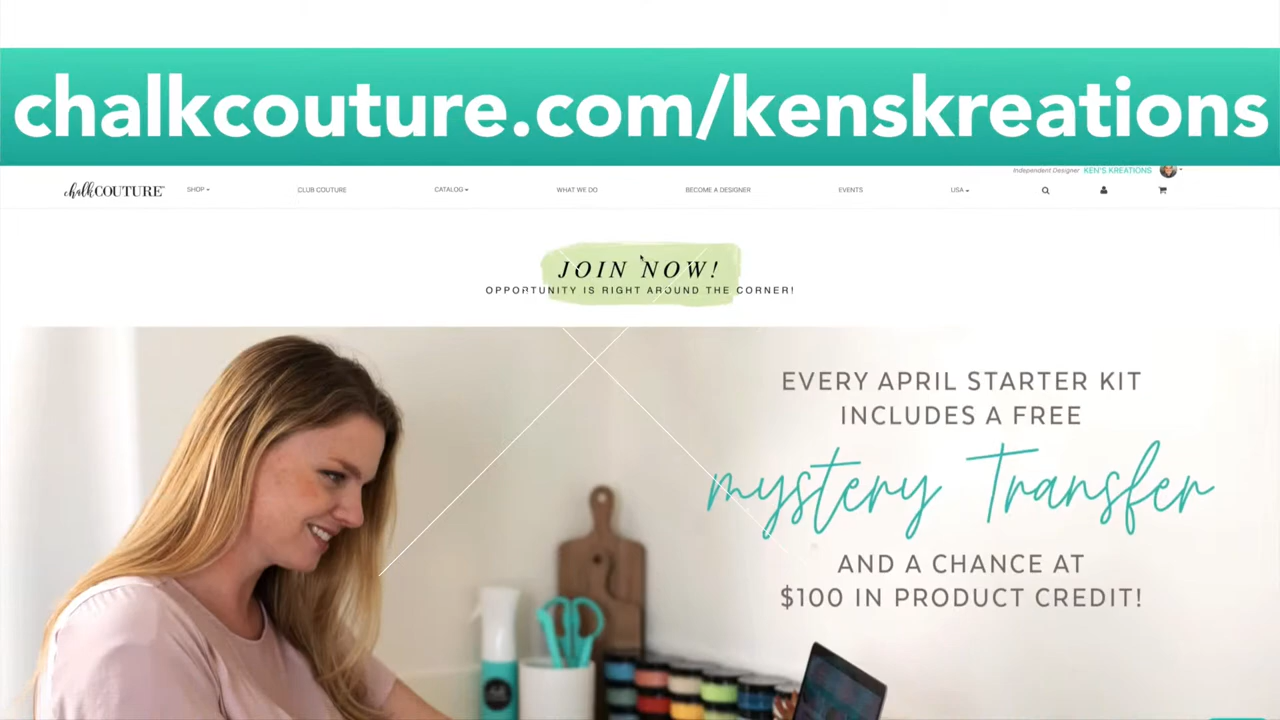 chalkcouture.com/kenskreations
Independent Designer KEN'S KREATIONS
chalkCOUTURE SHOP CLUB COUTURE CATALOG WHAT WE DO BECOME A DESIGNER EVENTS USA
JOIN NOW!
OPPORTUNITY IS RIGHT AROUND THE CORNER!
EVERY APRIL STARTER KIT
INCLUDES A FREE
mystery Transfer
AND A CHANCE AT
$100 IN PRODUCT CREDIT!